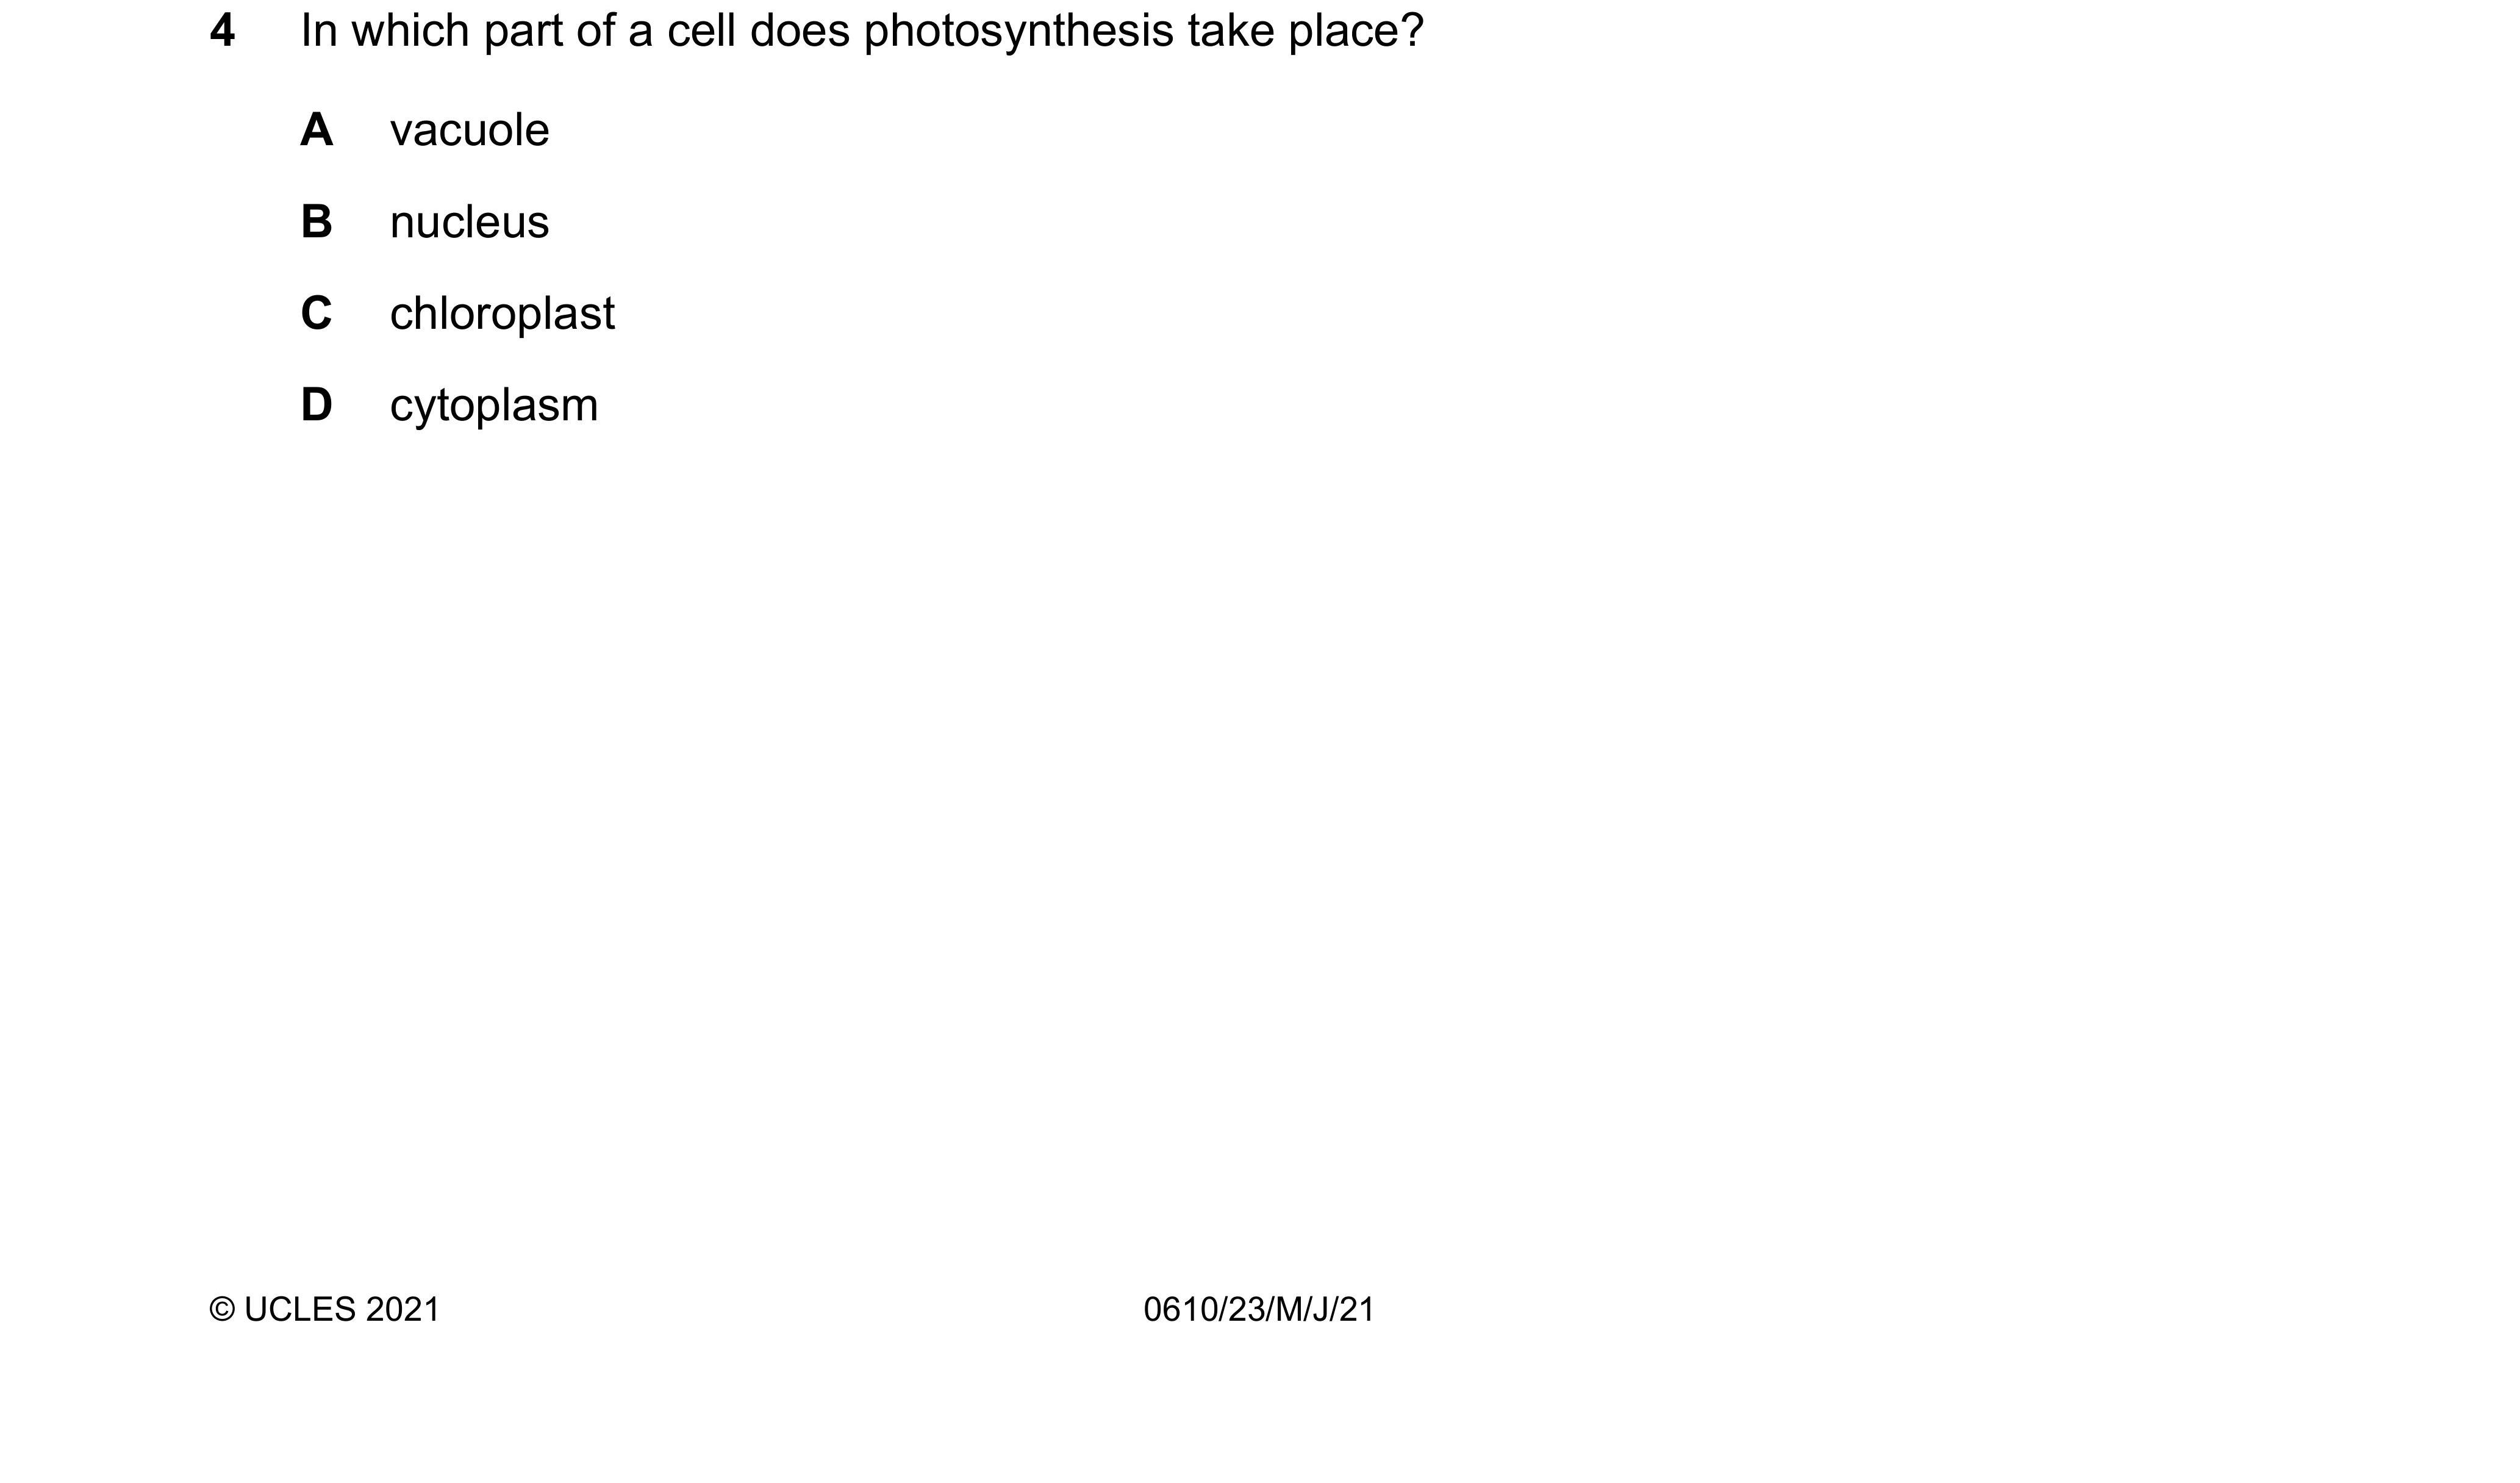 4 In which part of a cell does photosynthesis take place?
A vacuole
B nucleus
C chloroplast
D cytoplasm
© UCLES 2021 0610/23/M/J/21